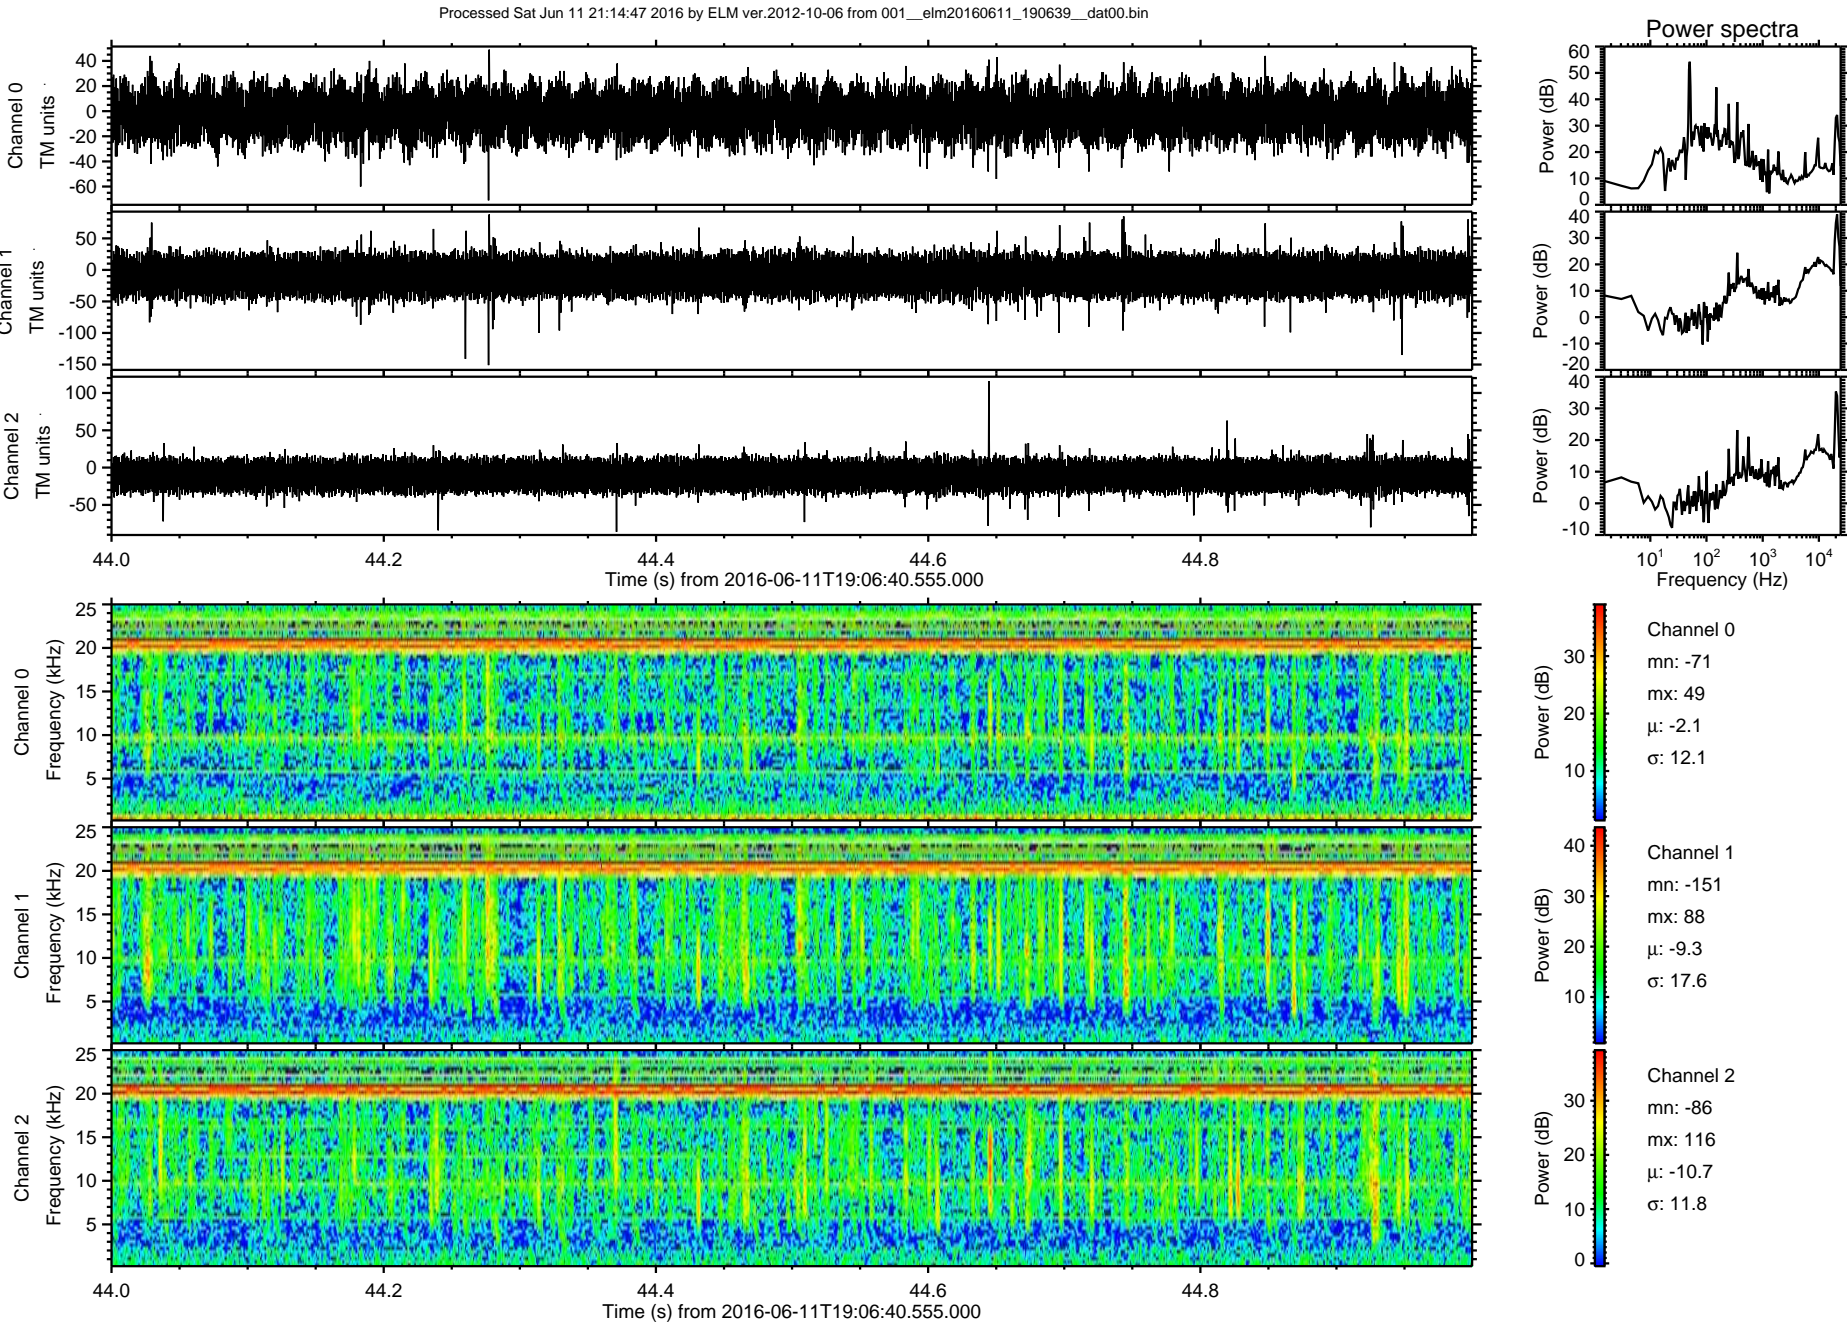 Processed Sat Jun 11 21:14:47 2016 by ELM ver.2012-10-06 from 001__elm20160611_190639__dat00.bin
Power spectra
Channel 0
TM units
40
20
0
-20
-40
-60
Power (dB)
60
50
40
30
20
10
0
Channel 1
TM units
50
0
-50
-100
-150
Power (dB)
40
30
20
10
0
-10
-20
Channel 2
TM units
100
50
0
-50
Power (dB)
40
30
20
10
0
-10
44.0 44.2 44.4 44.6 44.8
Time (s) from 2016-06-11T19:06:40.555.000
10^1 10^2 10^3 10^4
Frequency (Hz)
Channel 0
Frequency (kHz)
25
20
15
10
5
Power (dB)
30
20
10
Channel 0
mn: -71
mx: 49
μ: -2.1
σ: 12.1
Channel 1
Frequency (kHz)
25
20
15
10
5
Power (dB)
40
30
20
10
Channel 1
mn: -151
mx: 88
μ: -9.3
σ: 17.6
Channel 2
Frequency (kHz)
25
20
15
10
5
Power (dB)
30
20
10
0
Channel 2
mn: -86
mx: 116
μ: -10.7
σ: 11.8
44.0 44.2 44.4 44.6 44.8
Time (s) from 2016-06-11T19:06:40.555.000